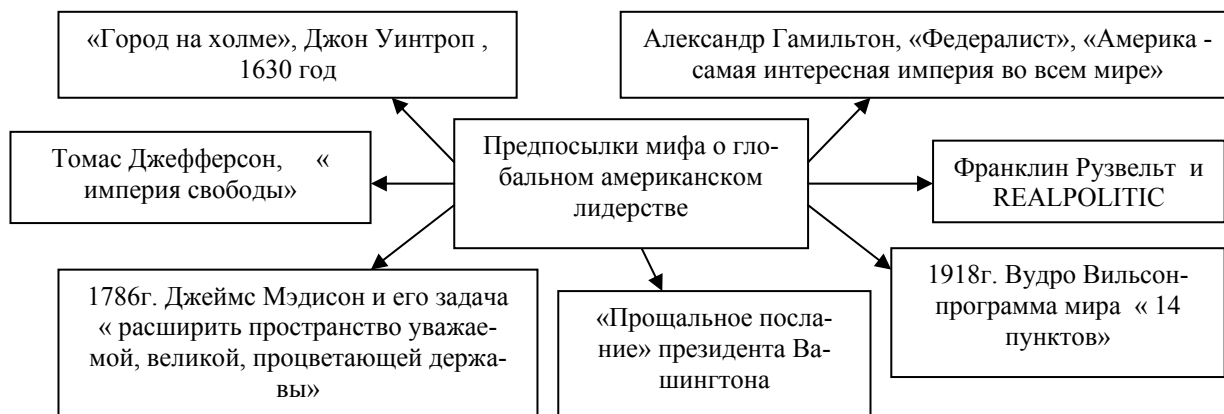 «Город на холме», Джон Уинтроп ,
1630 год
Александр Гамильтон, «Федералист», «Америка -
самая интересная империя во всем мире»
Томас Джефферсон, «
империя свободы»
Предпосылки мифа о гло-
бальном американском
лидерстве
Франклин Рузвельт и
REALPOLITIC
1786г. Джеймс Мэдисон и его задача
« расширить пространство уважае-
мой, великой, процветающей держа-
вы»
«Прощальное посла-
ние» президента Ва-
шингтона
1918г. Вудро Вильсон-
программа мира « 14
пунктов»